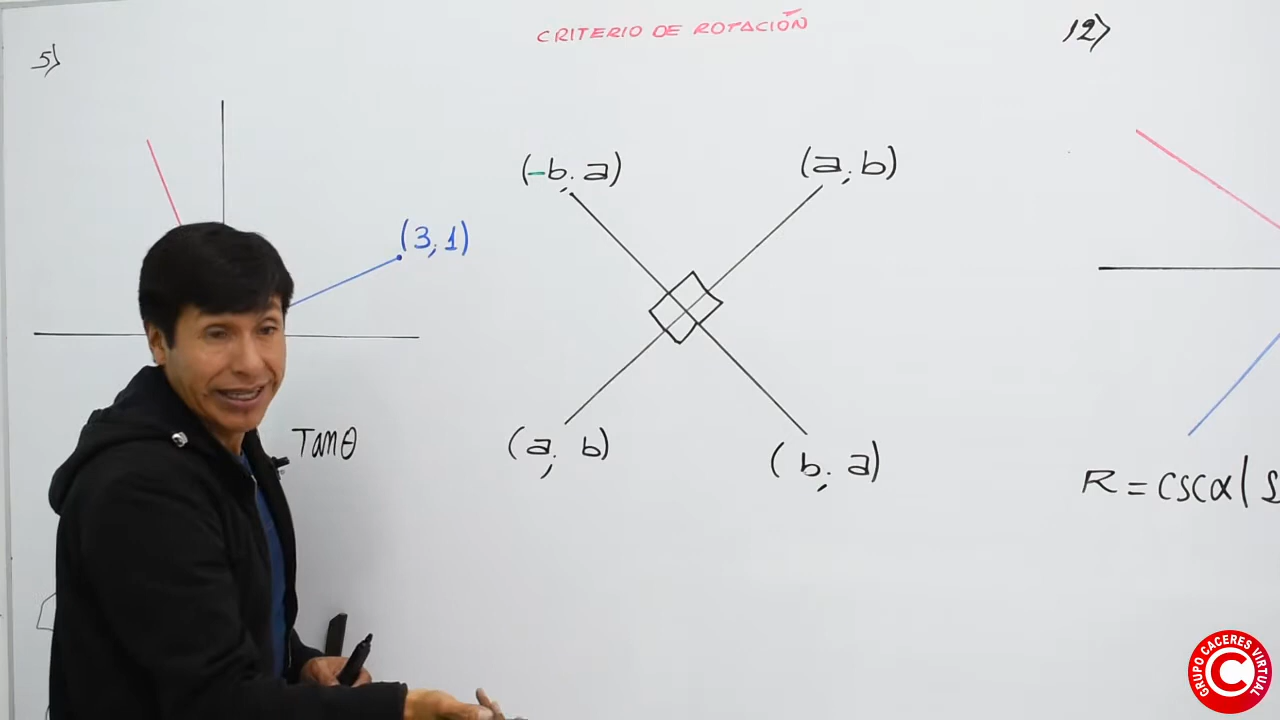 CRITERIO DE ROTACIÓN
5)
12)
(-b; a)
(a; b)
(3; 1)
Tanθ
(a; b)
(b; a)
R = cscα(
GRUPO CACERES VIRTUAL
C